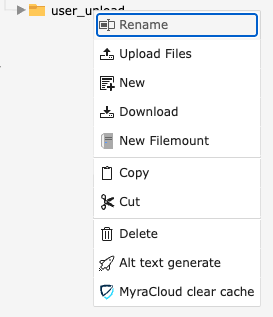 user_upload
Rename
Upload Files
New
Download
New Filemount
Copy
Cut
Delete
Alt text generate
MyraCloud clear cache